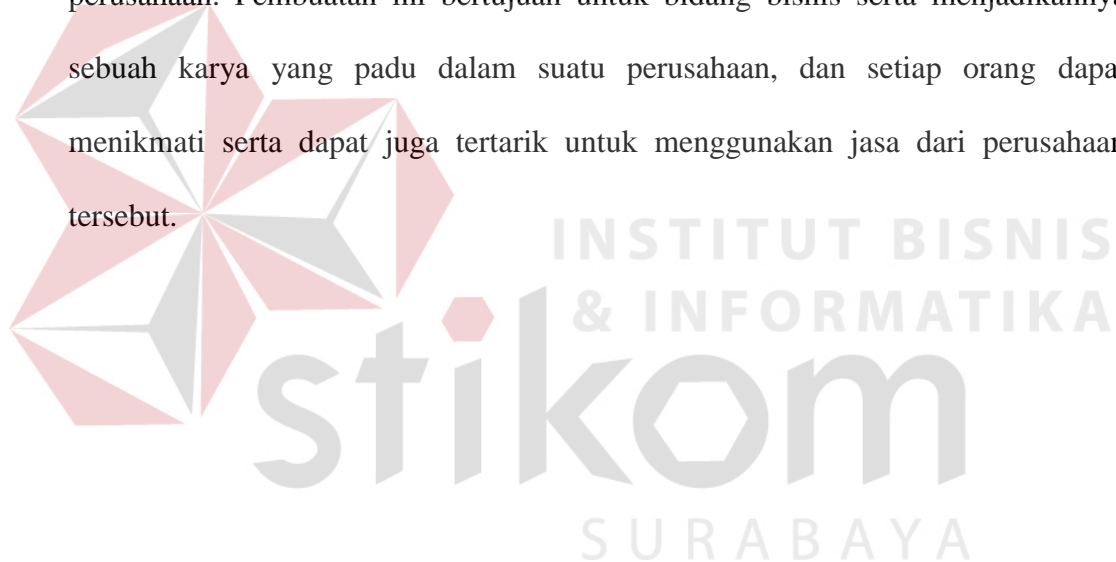 perusahaan. Pembuatan ini bertujuan untuk bidang bisnis serta menjadikannya
sebuah karya yang padu dalam suatu perusahaan, dan setiap orang dapa
menikmati serta dapat juga tertarik untuk menggunakan jasa dari perusahaan
tersebut.
INSTITUT BISNIS
& INFORMATIKA
stikom
SURABAYA